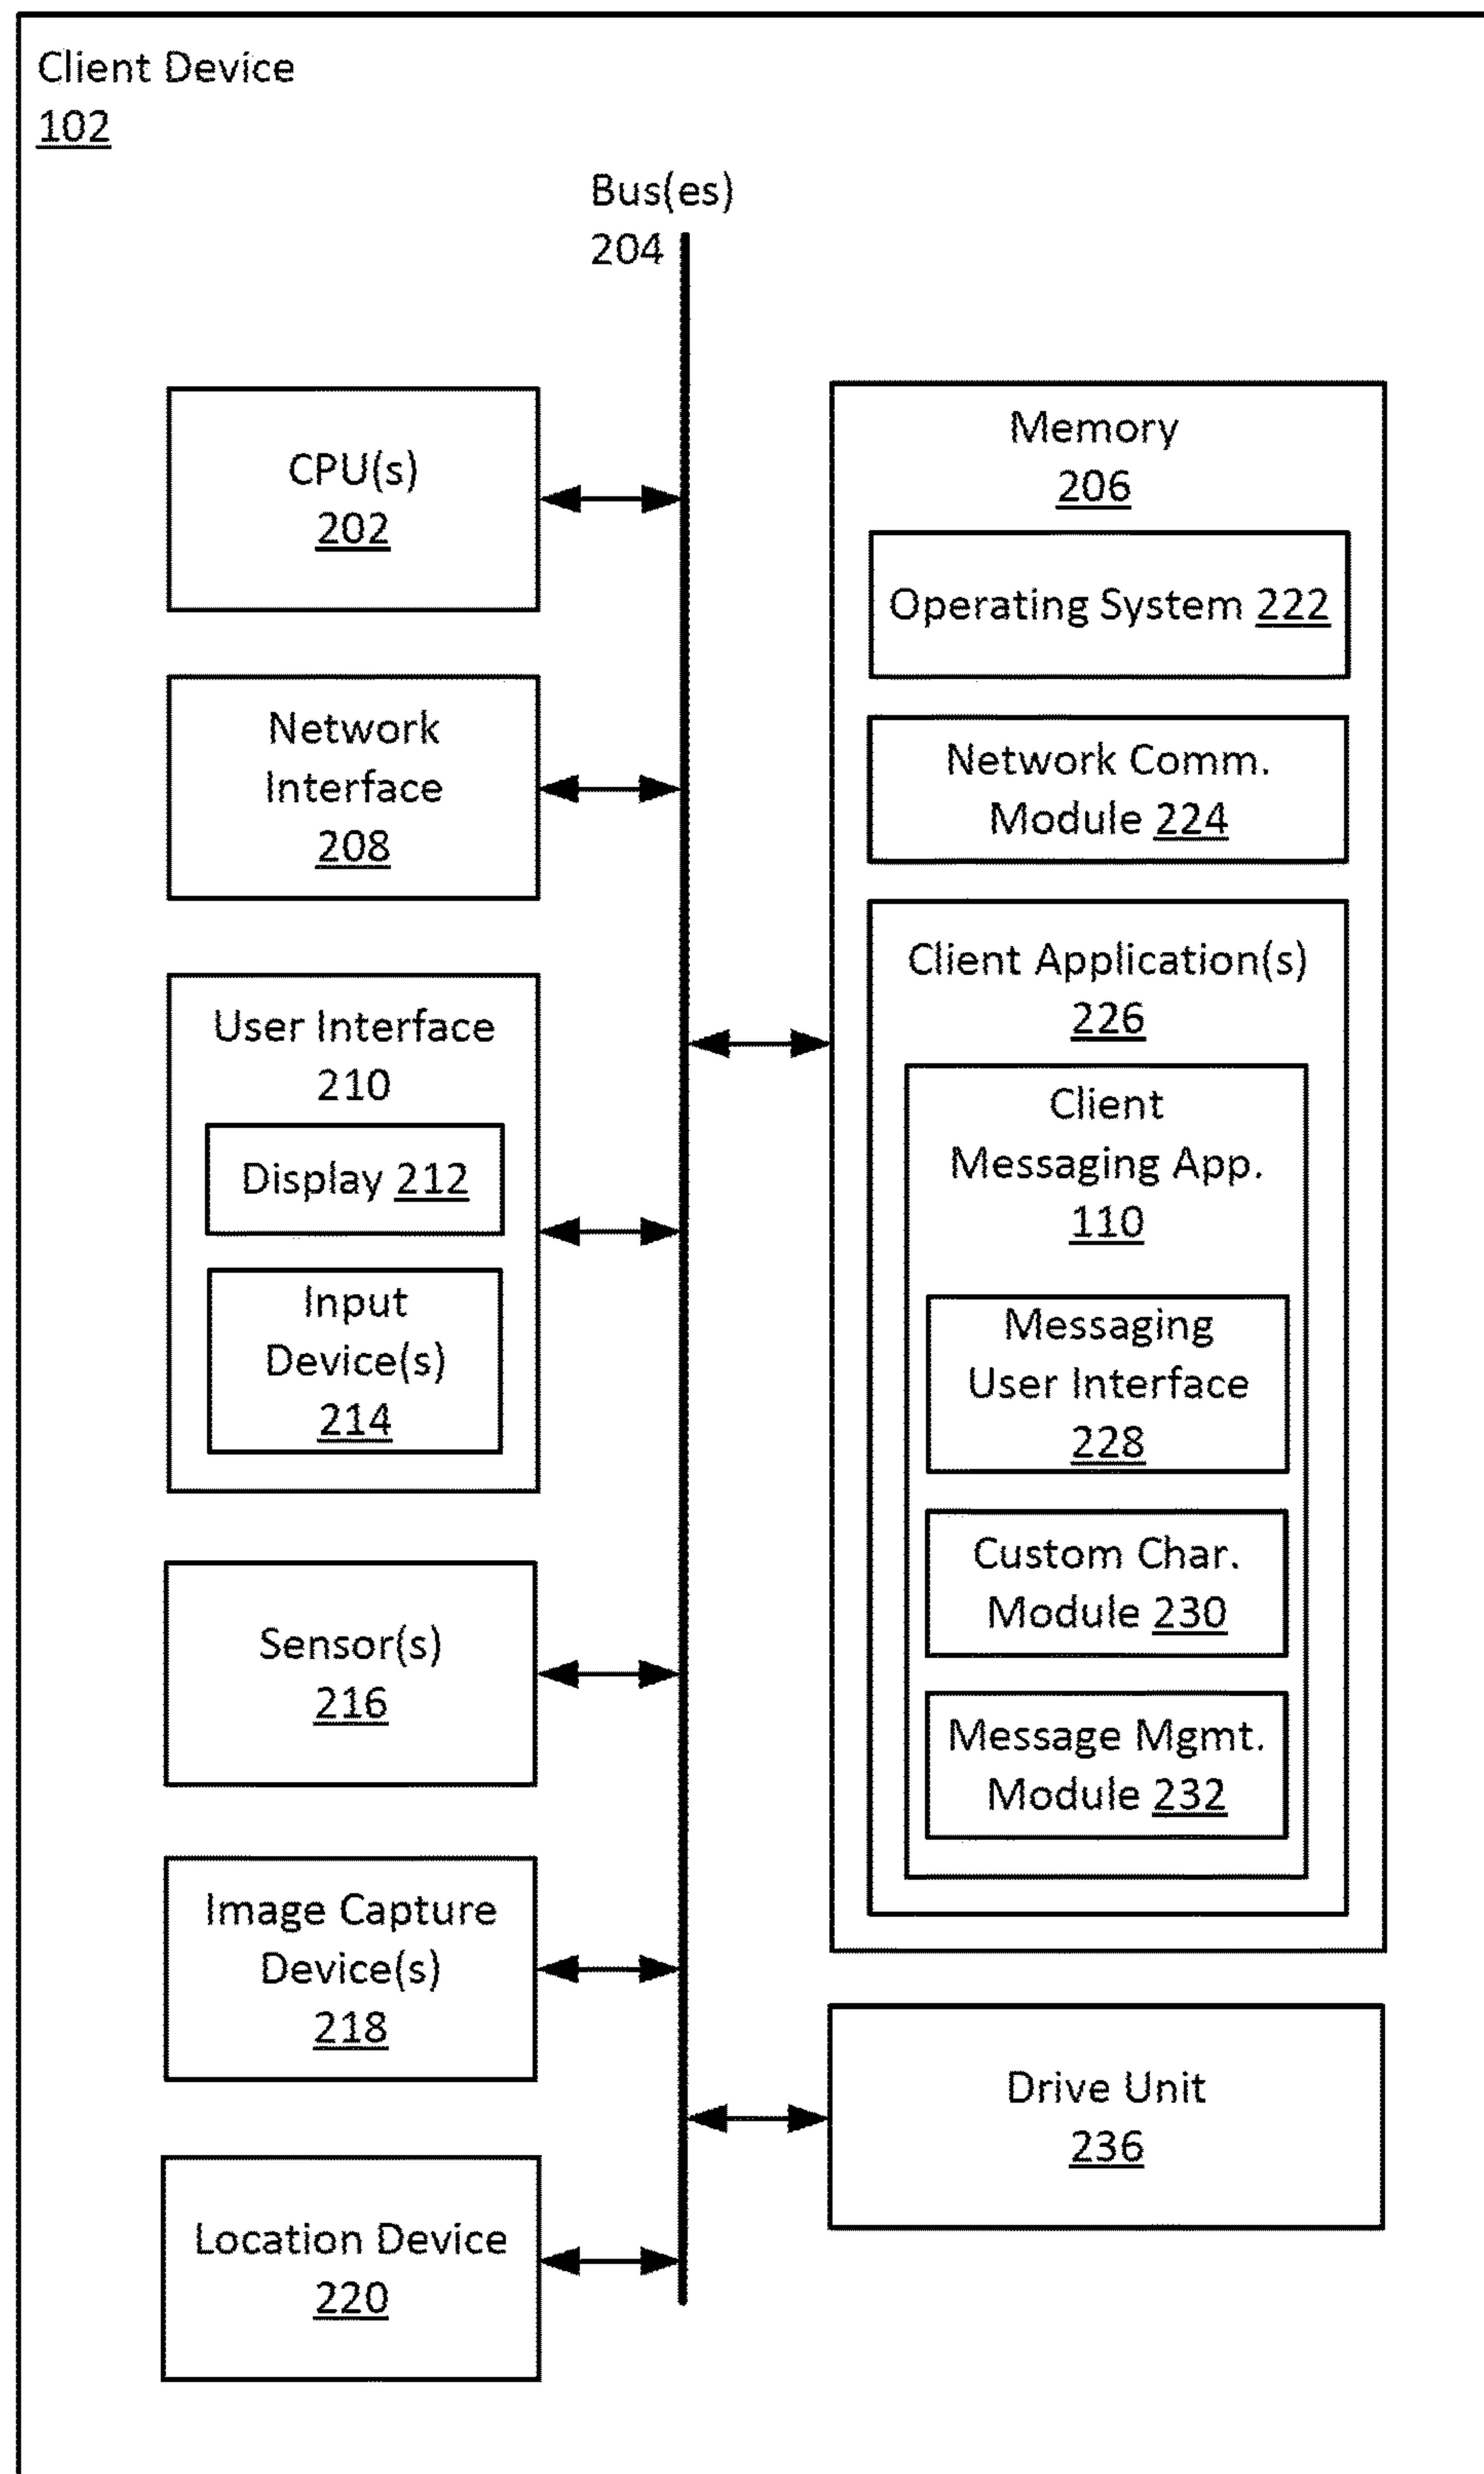 Client Device
102
Bus(es)
204
CPU(s)
202
Network
Interface
208
User Interface
210
Display 212
Input
Device(s)
214
Sensor(s)
216
Image Capture
Device(s)
218
Location Device
220
Memory
206
Operating System 222
Network Comm.
Module 224
Client Application(s)
226
Client
Messaging App.
110
Messaging
User Interface
228
Custom Char.
Module 230
Message Mgmt.
Module 232
Drive Unit
236